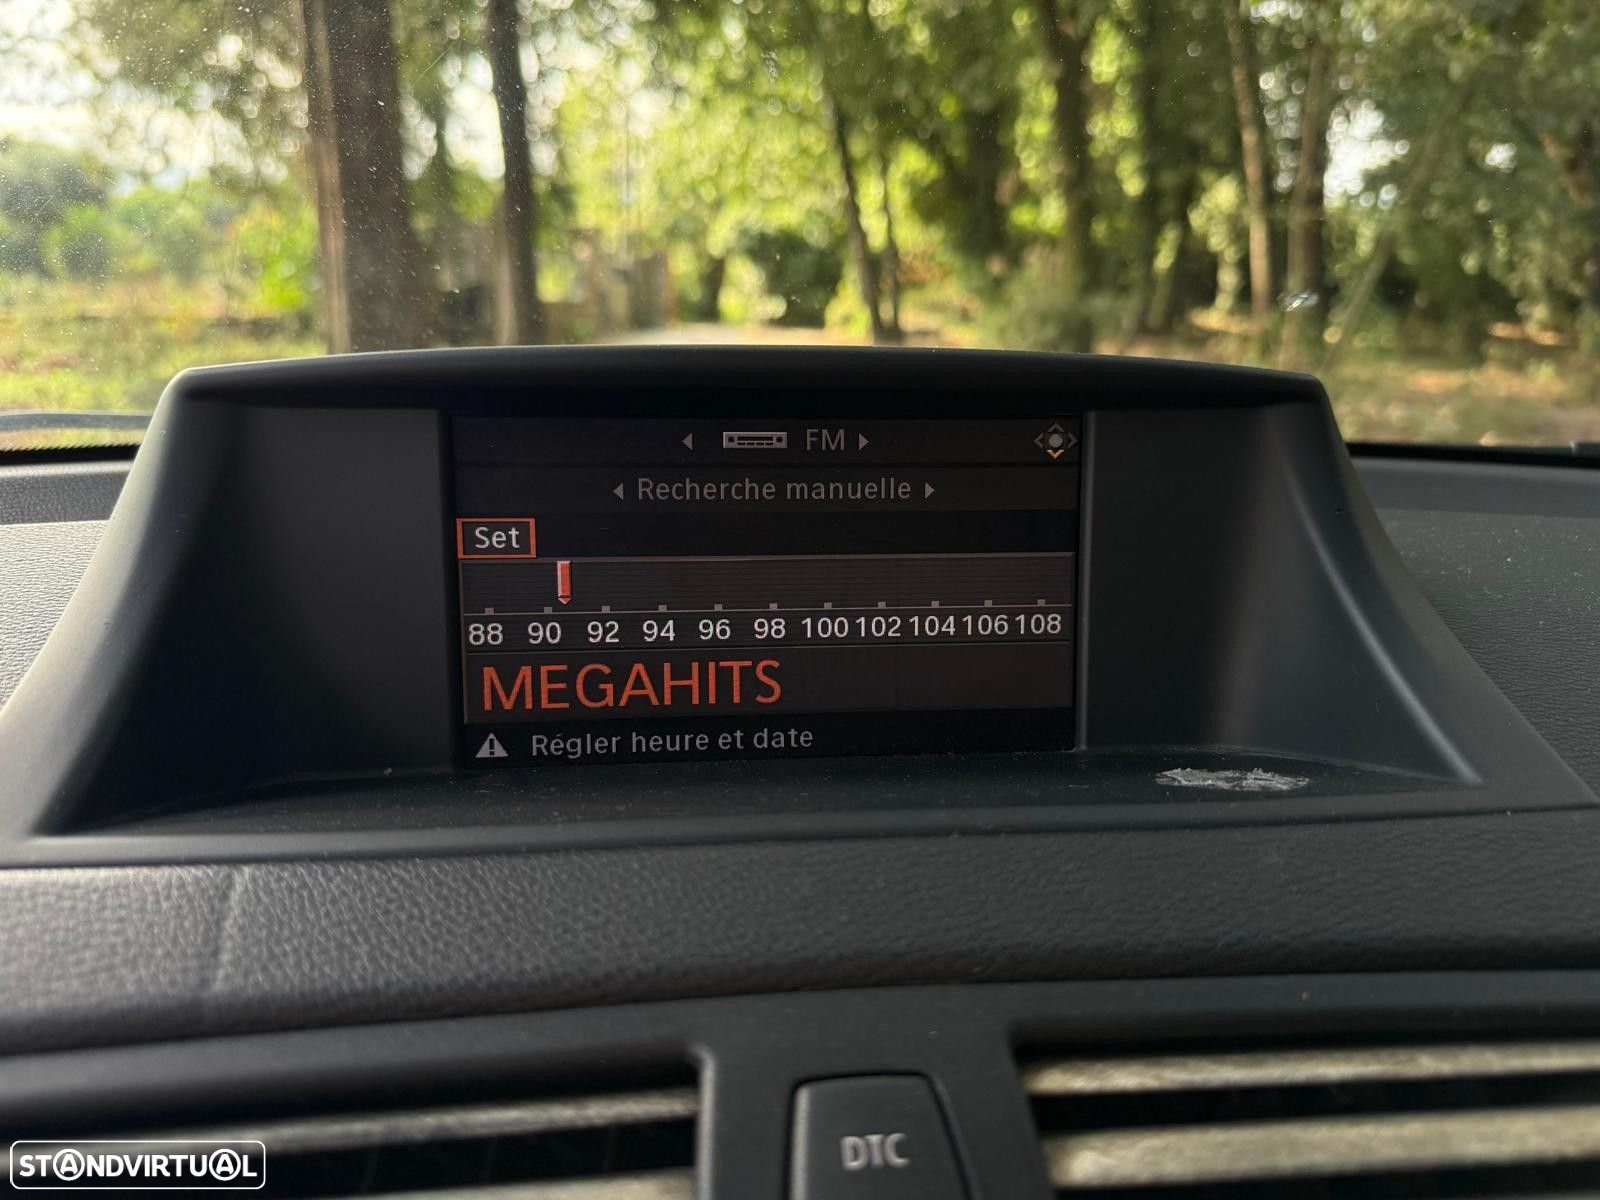 FM
Recherche manuelle
Set
88 90 92 94 96 98 100 102 104 106 108
MEGAHITS
Régler heure et date
DTC
STANDVIRTUAL